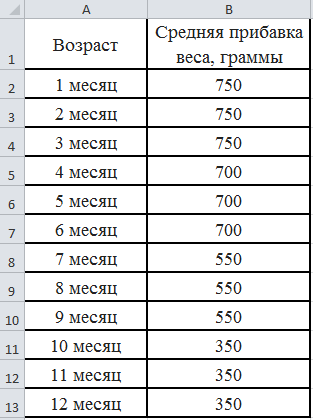 A B
1 Возраст Средняя прибавка
веса, граммы
2 1 месяц 750
3 2 месяц 750
4 3 месяц 750
5 4 месяц 700
6 5 месяц 700
7 6 месяц 700
8 7 месяц 550
9 8 месяц 550
10 9 месяц 550
11 10 месяц 350
12 11 месяц 350
13 12 месяц 350